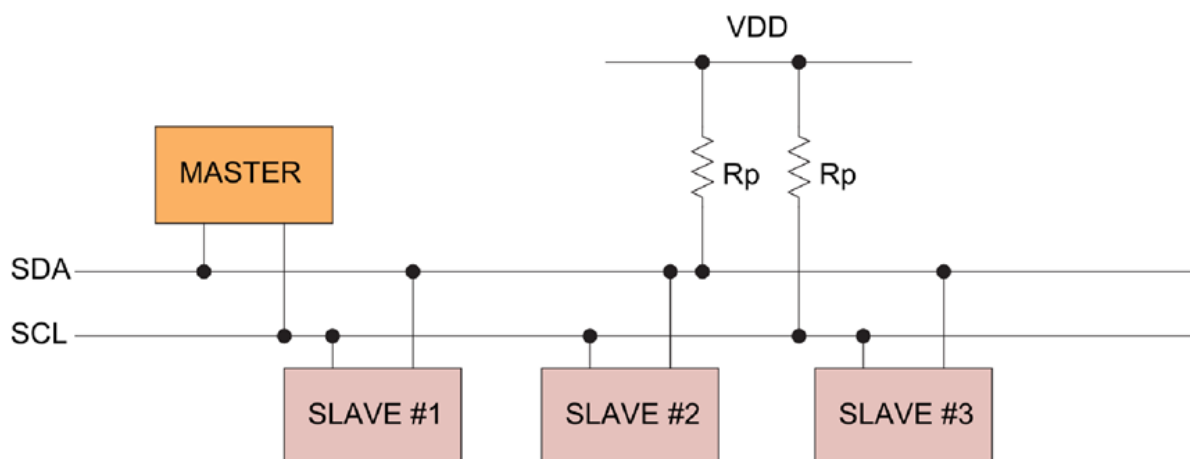 VDD
MASTER
Rp
Rp
SDA
SCL
SLAVE #1
SLAVE #2
SLAVE #3